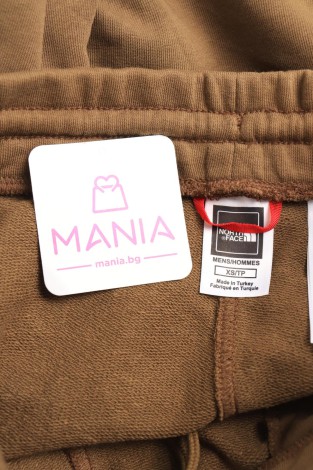 MANIA
mania.bg
THE
NORTH
FACE
MENS/HOMMES
XS/TP
Made in Turkey
Fabriqué en Turquie